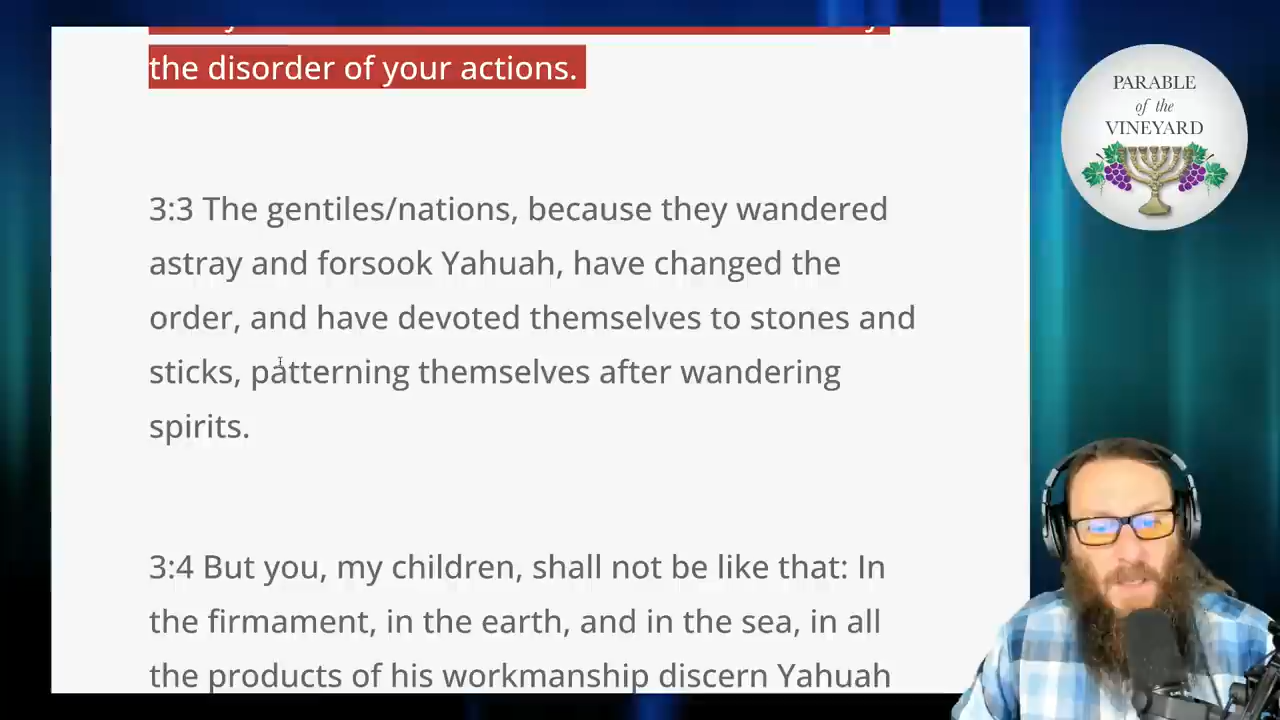 the disorder of your actions.
3:3 The gentiles/nations, because they wandered
astray and forsook Yahuah, have changed the
order, and have devoted themselves to stones and
sticks, patterning themselves after wandering
spirits.
3:4 But you, my children, shall not be like that: In
the firmament, in the earth, and in the sea, in all
the products of his workmanship discern Yahuah
PARABLE
of the
VINEYARD